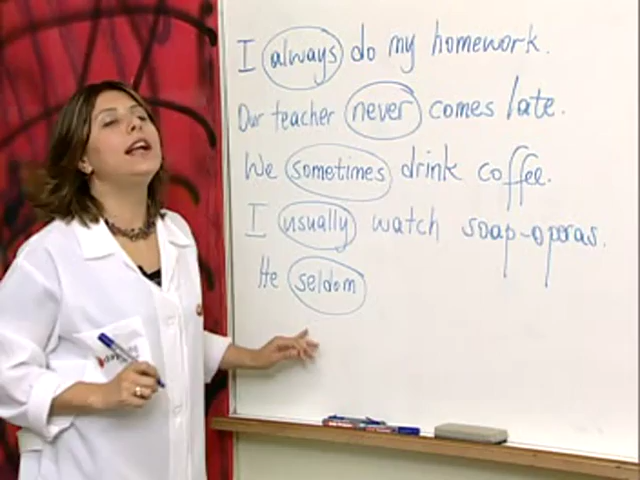 I always do my homework.
Our teacher never comes late.
We sometimes drink coffee.
I usually watch soap-operas.
He seldom